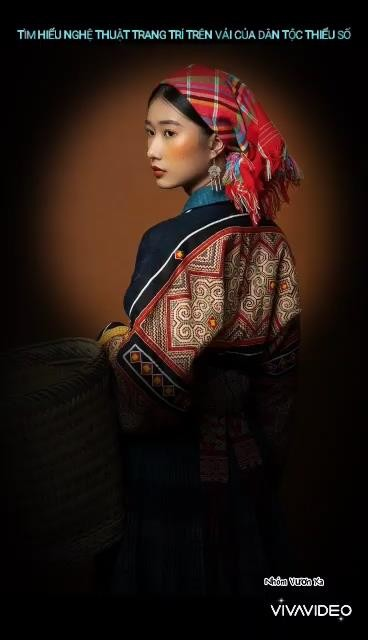 TÌM HIỂU NGHỆ THUẬT TRANG TRÍ TRÊN VẢI CỦA DÂN TỘC THIỂU SỐ
Nhóm Vươn Xa
VIVAVIDEO